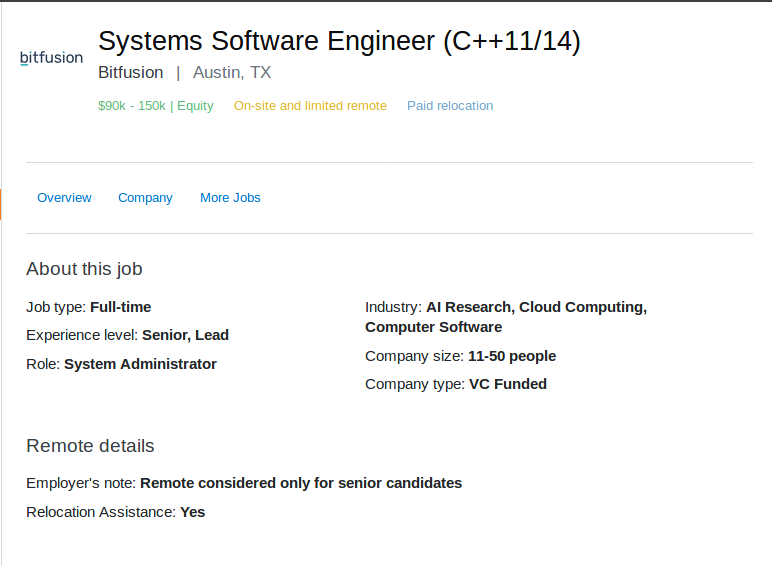 Systems Software Engineer (C++11/14)
bitfusion
Bitfusion | Austin, TX
$90k - 150k | Equity On-site and limited remote Paid relocation
Overview Company More Jobs
About this job
Job type: Full-time
Experience level: Senior, Lead
Role: System Administrator
Industry: AI Research, Cloud Computing,
Computer Software
Company size: 11-50 people
Company type: VC Funded
Remote details
Employer's note: Remote considered only for senior candidates
Relocation Assistance: Yes